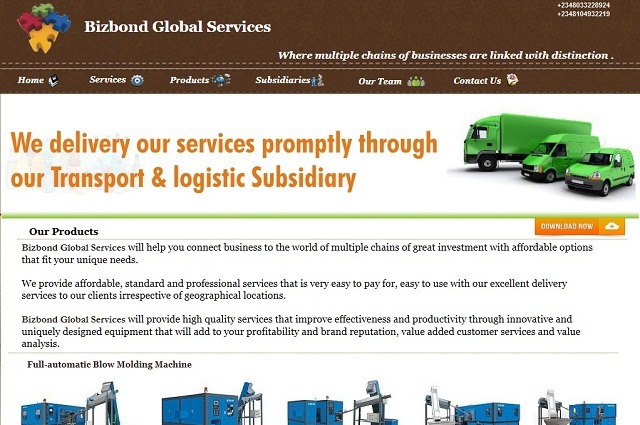 +2348033228924
+2348104932219
Bizbond Global Services
Where multiple chains of businesses are linked with distinction .
Home Services Products Subsidiaries Our Team Contact Us
We delivery our services promptly through
our Transport & logistic Subsidiary
DOWNLOAD NOW
Our Products
Bizbond Global Services will help you connect business to the world of multiple chains of great investment with affordable options
that fit your unique needs.
We provide affordable, standard and professional services that is very easy to pay for, easy to use with our excellent delivery
services to our clients irrespective of geographical locations.
Bizbond Global Services will provide high quality services that improve effectiveness and productivity through innovative and
uniquely designed equipment that will add to your profitability and brand reputation, value added customer services and value
analysis.
Full-automatic Blow Molding Machine